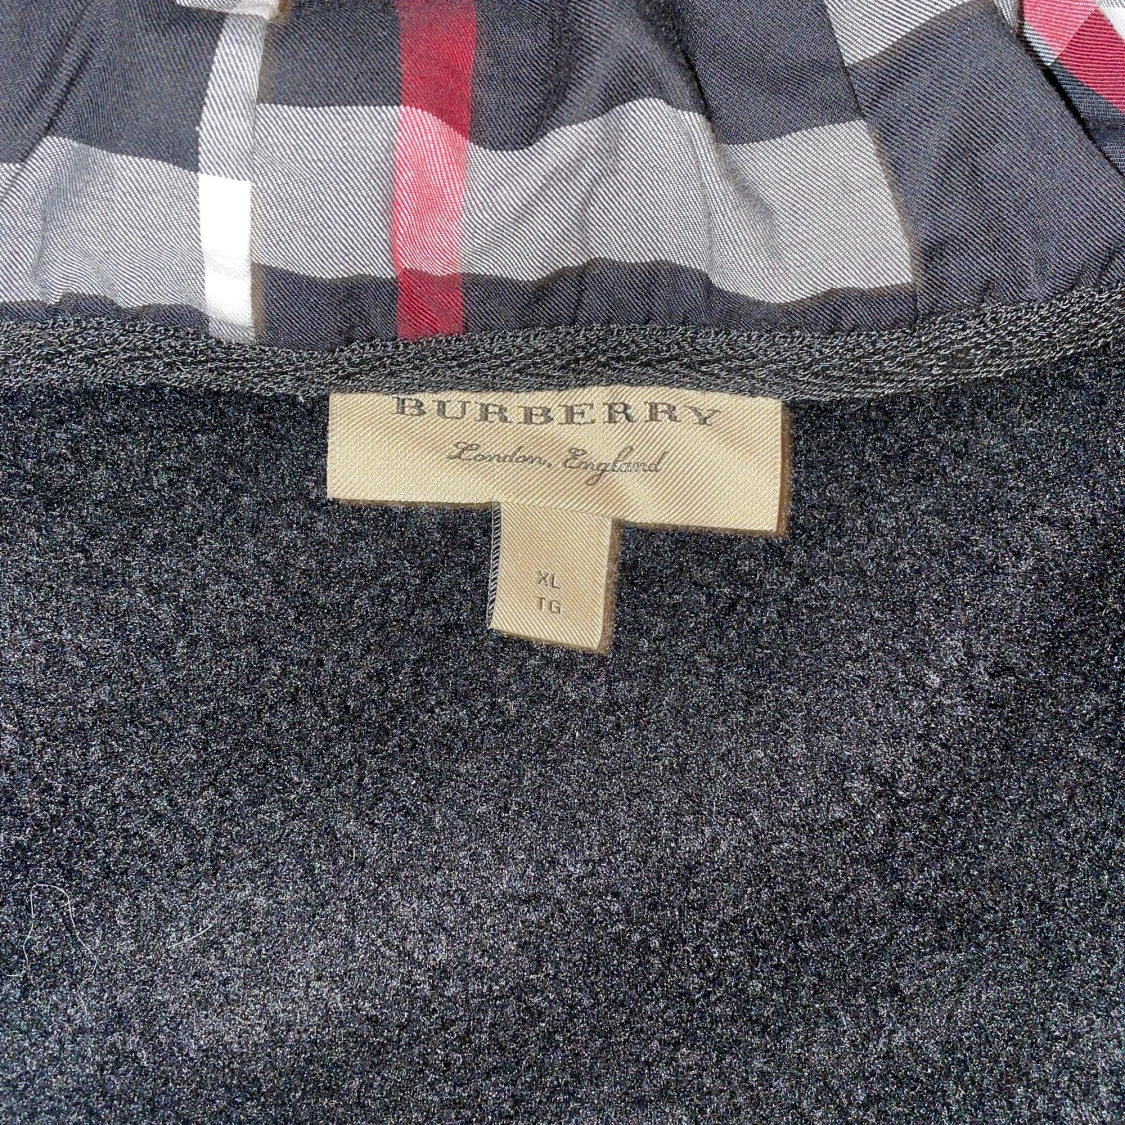 BURBERRY
London, England
XL
TG